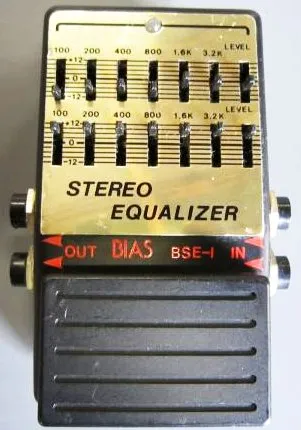 100 200 400 800 1.6K 3.2K LEVEL
+12
0
-12
100 200 400 800 1.6K 3.2K LEVEL
+12
0
-12
STEREO
EQUALIZER
OUT BIAS BSE-1 IN